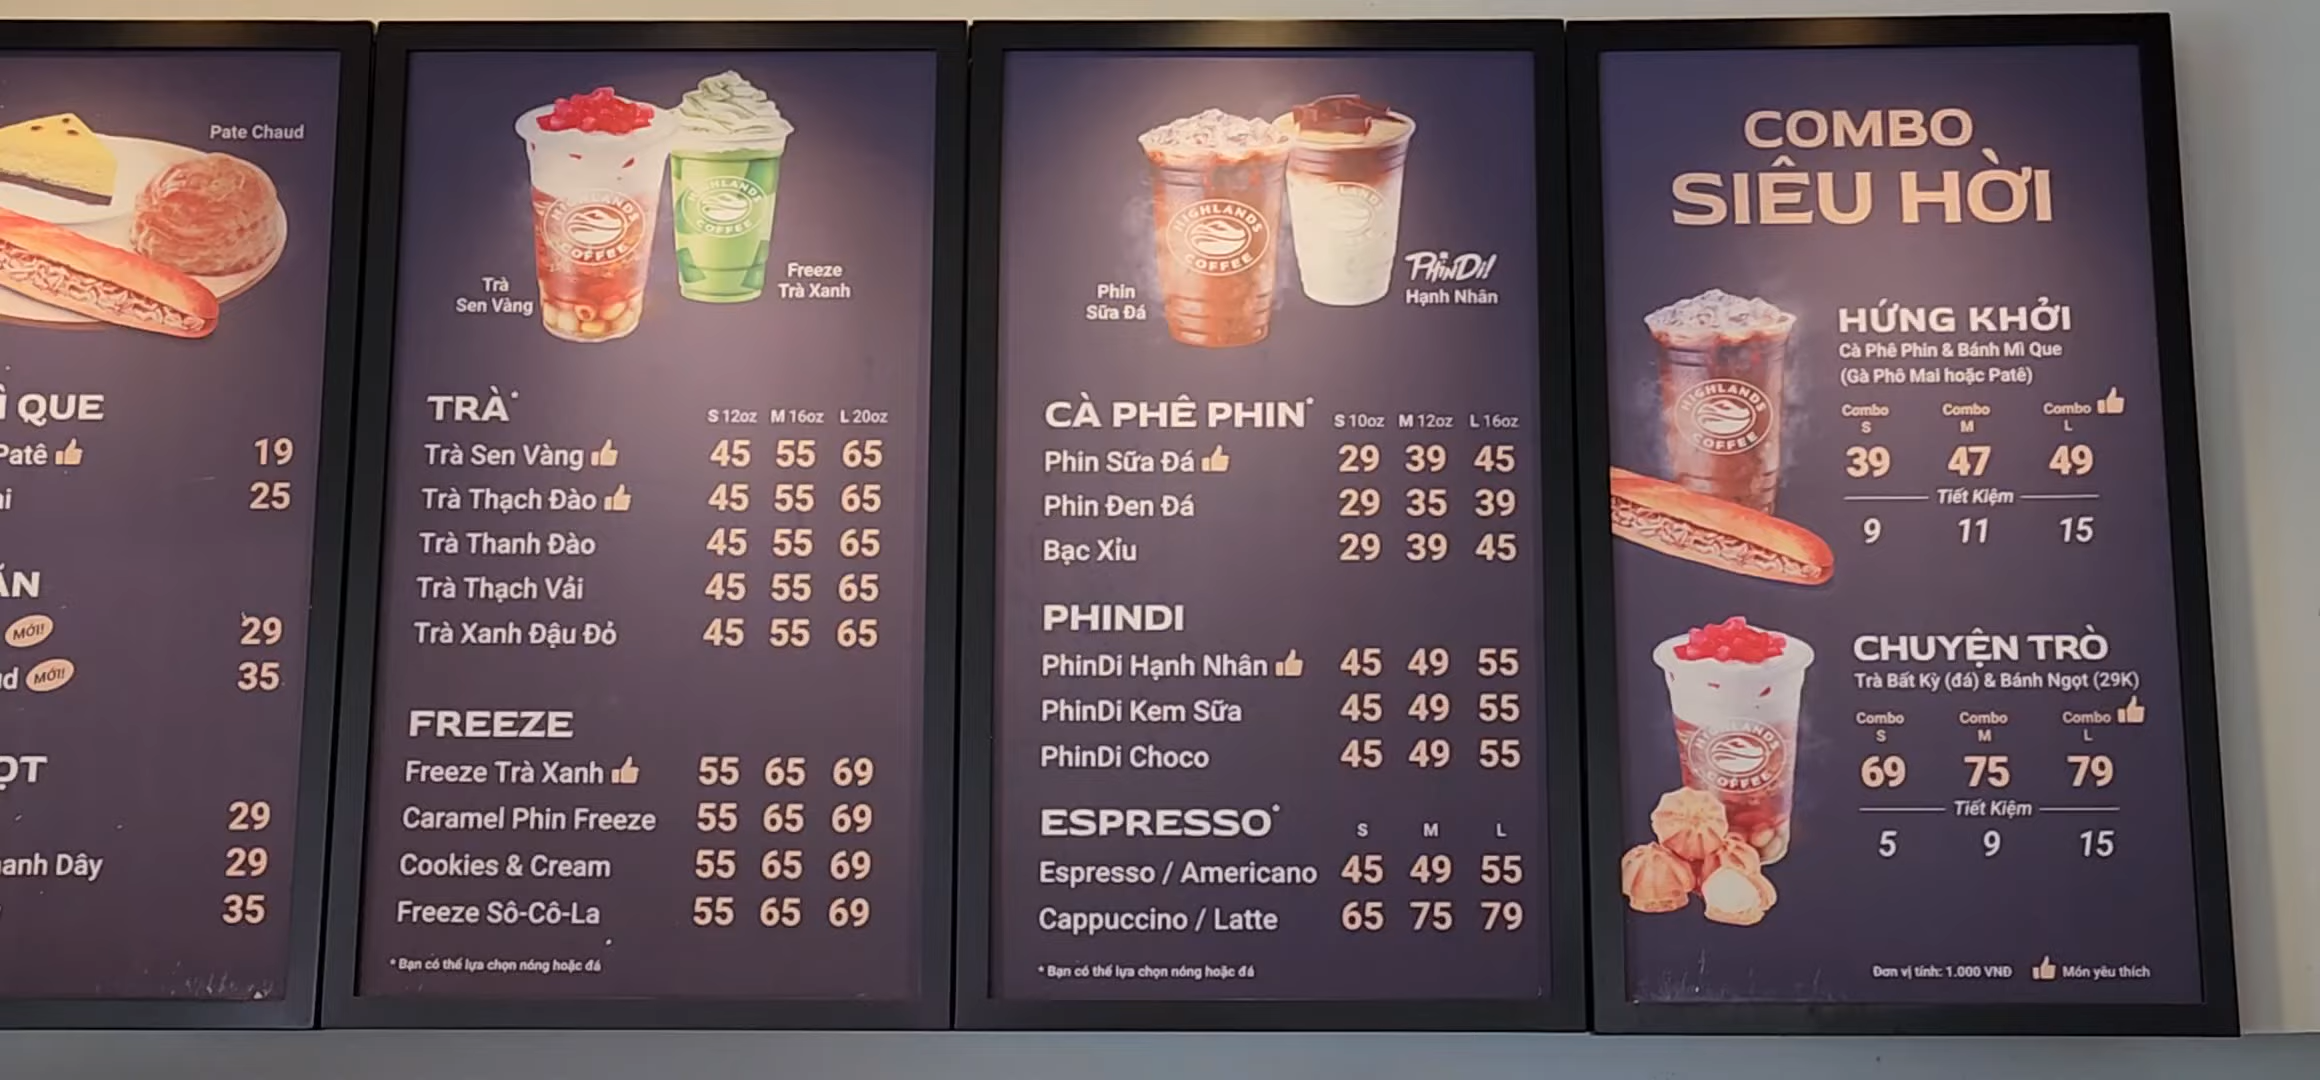 Pate Chaud
QUE
Patê 19
25
ĂN
MỚI! 29
MỚI! 35
29
anh Dây 29
35
HIGHLANDS COFFEE
HIGHLANDS COFFEE
Trà
Sen Vàng
Freeze
Trà Xanh
TRÀ* S 12oz M 16oz L 20oz
Trà Sen Vàng 45 55 65
Trà Thạch Đào 45 55 65
Trà Thanh Đào 45 55 65
Trà Thạch Vải 45 55 65
Trà Xanh Đậu Đỏ 45 55 65
FREEZE
Freeze Trà Xanh 55 65 69
Caramel Phin Freeze 55 65 69
Cookies & Cream 55 65 69
Freeze Sô-Cô-La 55 65 69
* Bạn có thể lựa chọn nóng hoặc đá
HIGHLANDS COFFEE
Phin
Sữa Đá
PhinDi!
Hạnh Nhân
CÀ PHÊ PHIN* S 10oz M 12oz L 16oz
Phin Sữa Đá 29 39 45
Phin Đen Đá 29 35 39
Bạc Xỉu 29 39 45
PHINDI
PhinDi Hạnh Nhân 45 49 55
PhinDi Kem Sữa 45 49 55
PhinDi Choco 45 49 55
ESPRESSO* S M L
Espresso / Americano 45 49 55
Cappuccino / Latte 65 75 79
* Bạn có thể lựa chọn nóng hoặc đá
COMBO
SIÊU HỜI
HIGHLANDS COFFEE
HỨNG KHỞI
Cà Phê Phin & Bánh Mì Que
(Gà Phô Mai hoặc Patê)
Combo Combo Combo
S M L
39 47 49
Tiết Kiệm
9 11 15
HIGHLANDS COFFEE
CHUYỆN TRÒ
Trà Bất Kỳ (đá) & Bánh Ngọt (29K)
Combo Combo Combo
S M L
69 75 79
Tiết Kiệm
5 9 15
Đơn vị tính: 1.000 VNĐ Món yêu thích